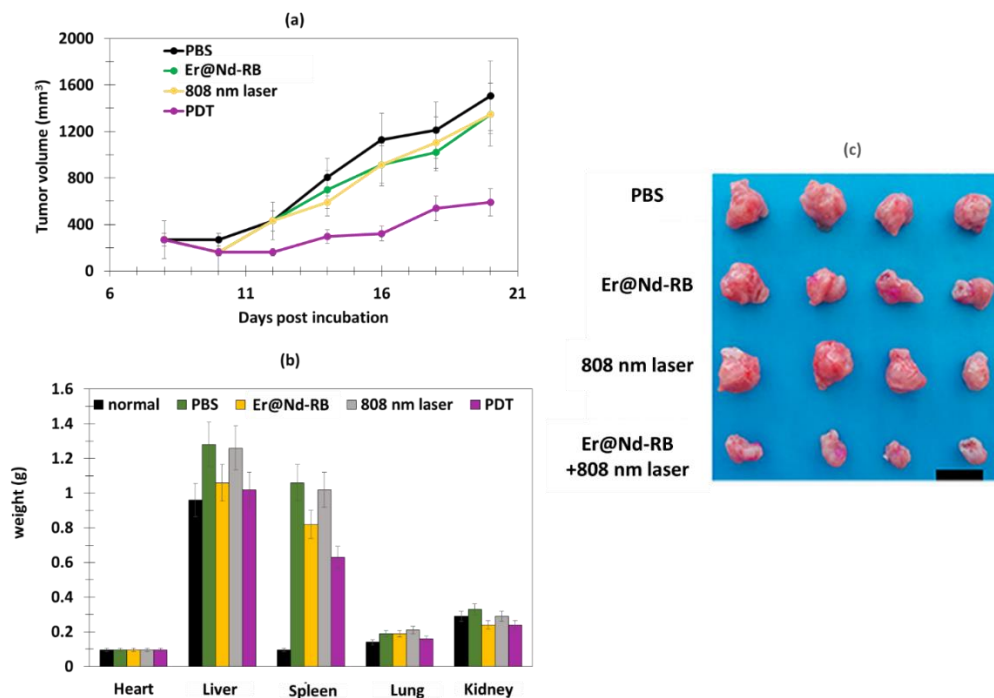 (a)
2000
1600
1200
800
400
0
Tumor volume (mm³)
PBS
Er@Nd-RB
808 nm laser
PDT
6 11 16 21
Days post incubation
(b)
1.6
1.4
1.2
1
0.8
0.6
0.4
0.2
0
weight (g)
normal PBS Er@Nd-RB 808 nm laser PDT
Heart Liver Spleen Lung Kidney
(c)
PBS
Er@Nd-RB
808 nm laser
Er@Nd-RB
+808 nm laser